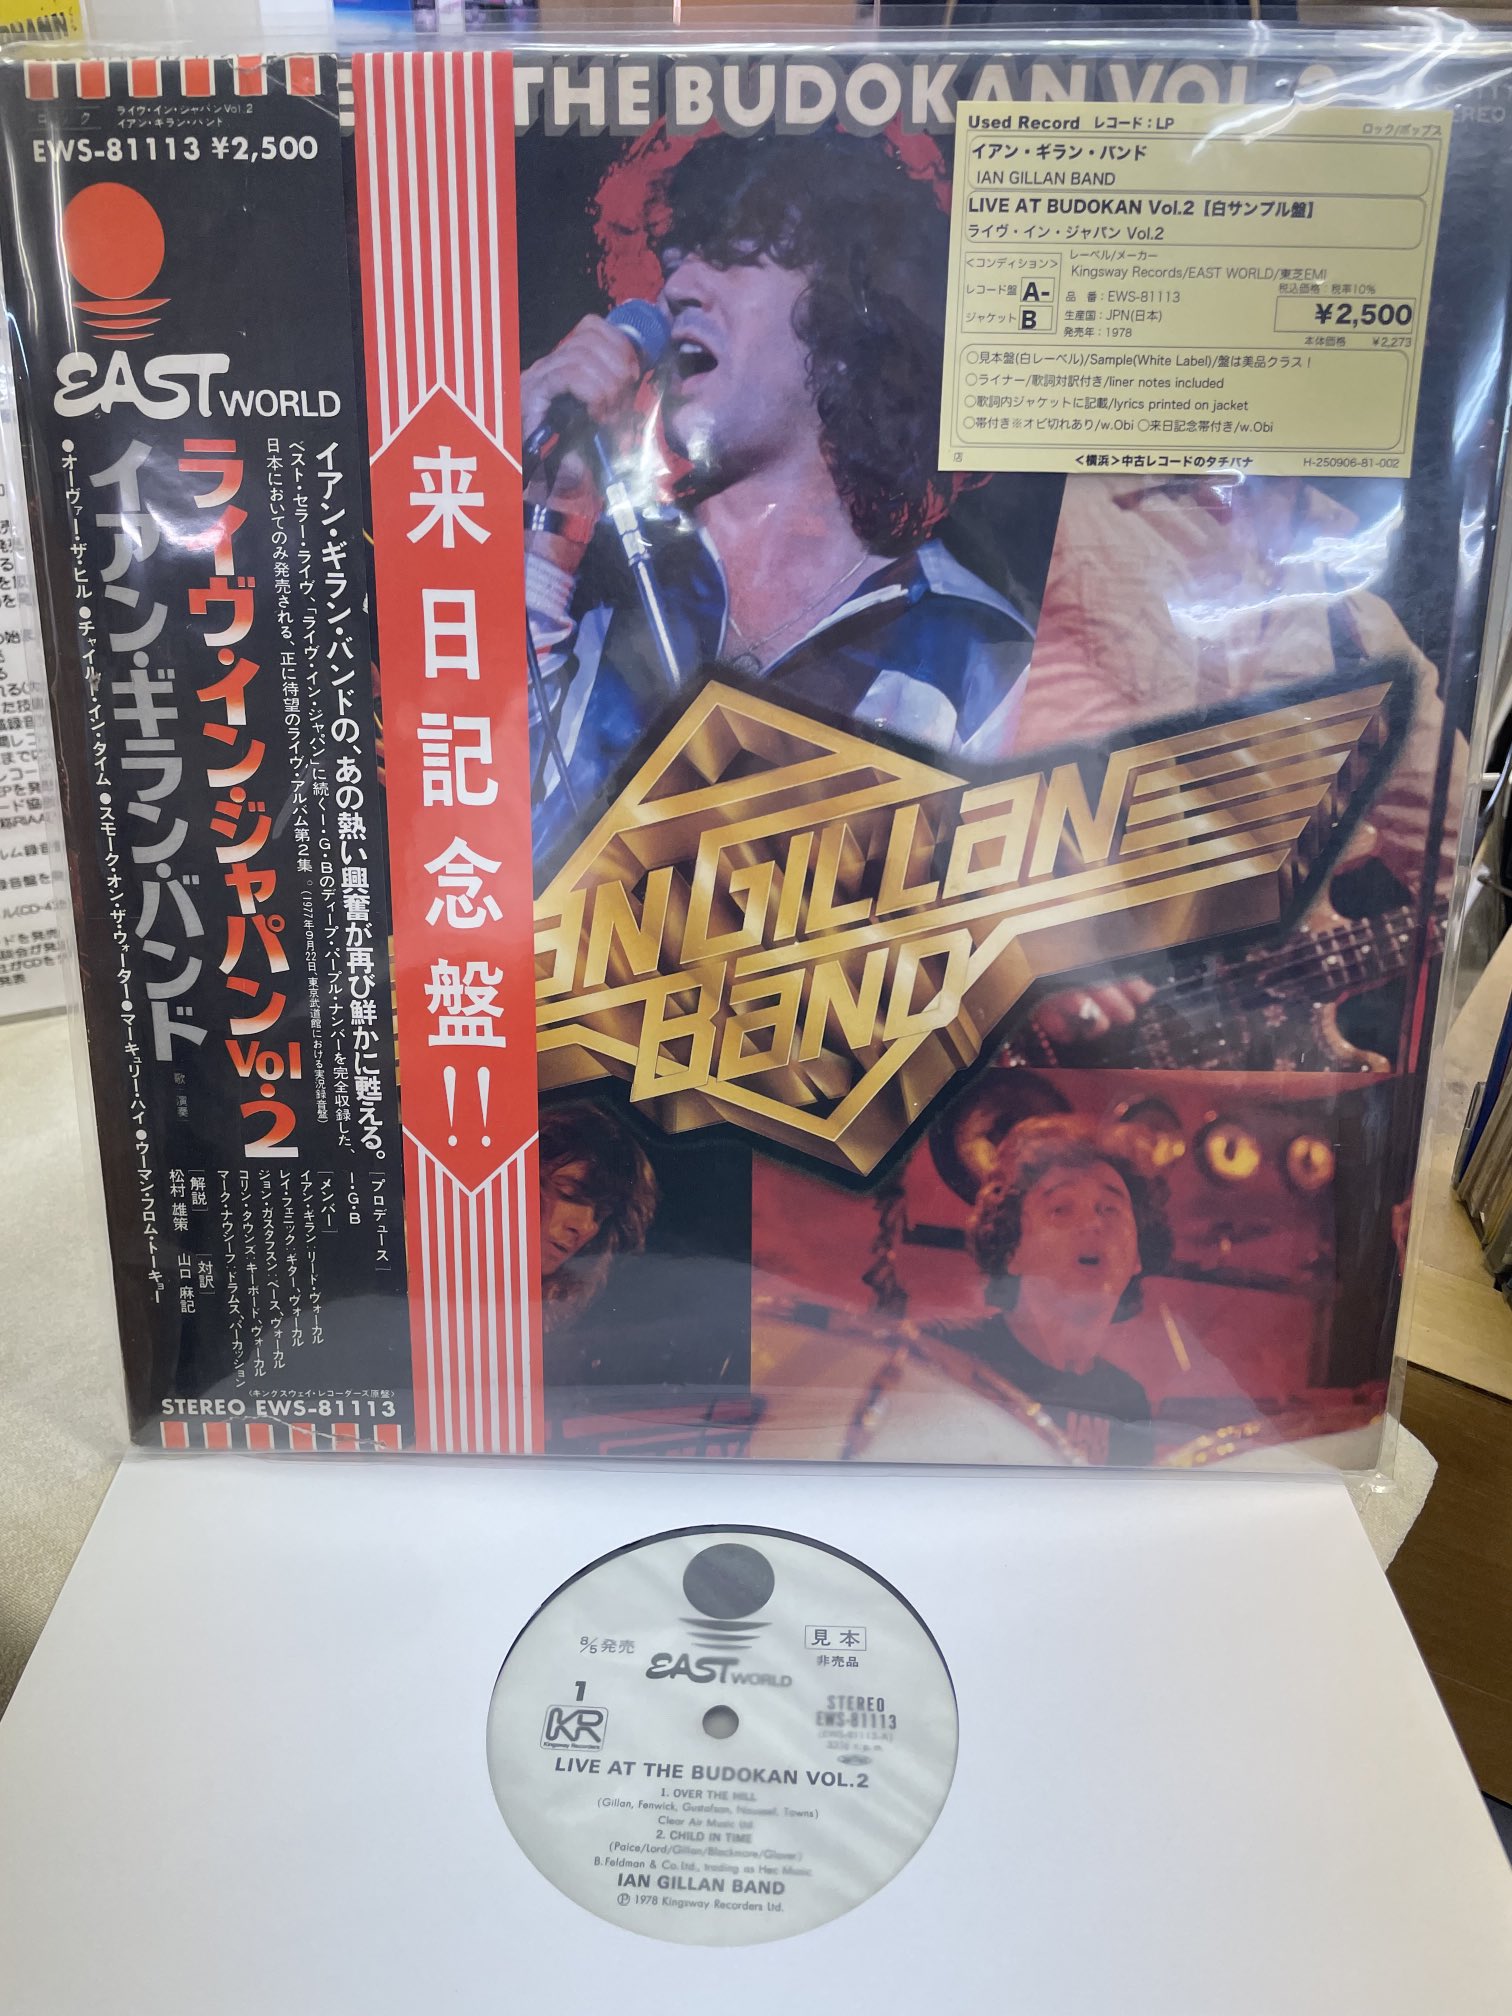 THE BUDOKAN VOL.2
ライヴ・イン・ジャパン Vol.2
イアン・ギラン・バンド
EWS-81113 ¥2,500
EAST WORLD
イアン・ギラン・バンドの、あの熱い興奮が再び鮮かに甦える。
ベスト・セラー・ライヴ、「ライヴ・イン・ジャパン」に続くI・G・Bのディープ・パープル・ナンバーを完全収録した、
日本においてのみ発売される、正に待望のライヴ・アルバム第2集。(1977年9月22日、東京武道館における実況録音盤)
ライヴ・イン・ジャパン Vol.2
イアン・ギラン・バンド 歌 演奏
●オーヴァー・ザ・ヒル ●チャイルド・イン・タイム ●スモーク・オン・ザ・ウォーター ●マーキュリー・ハイ ●ウーマン・フロム・トーキョー
[プロデュース]
I・G・B
[メンバー]
イアン・ギラン:リード・ヴォーカル
レイ・フェニック:ギター、ヴォーカル
ジョン・ガスタフスン:ベース、ヴォーカル
コリン・タウンズ:キーボード、ヴォーカル
マーク・ナウシーフ:ドラムス、パーカッション
[解説]
松村 雄策
[対訳]
山口 麻記
〈キングスウェイ・レコーダーズ原盤〉
STEREO EWS-81113
来日記念盤!!
Used Record レコード:LP
ロック/ポップス
イアン・ギラン・バンド
IAN GILLAN BAND
LIVE AT BUDOKAN Vol.2【白サンプル盤】
ライヴ・イン・ジャパン Vol.2
<コンディション>
レコード盤 A-
ジャケット B
レーベル/メーカー
Kingsway Records/EAST WORLD/東芝EMI
品 番:EWS-81113
生産国:JPN(日本)
発売年:1978
税込価格:税率10%
¥2,500
本体価格 ¥2,273
○見本盤(白レーベル)/Sample(White Label)/盤は美品クラス!
○ライナー/歌詞対訳付き/liner notes included
○歌詞内ジャケットに記載/lyrics printed on jacket
○帯付き※オビ切れあり/w.Obi ○来日記念帯付き/w.Obi
店
<横浜>中古レコードのタチバナ
H-250906-81-002
IAN GILLAN
BAND
8/5発売
見本
非売品
EAST WORLD
1
KR
Kingsway Recorders
STEREO
EWS-81113
LIVE AT THE BUDOKAN VOL.2
1. OVER THE HILL
(Gillan, Fenwick, Gustafson, Nauseef, Towns)
Clear Air Music Ltd
2. CHILD IN TIME
(Paice/Lord/Gillan/Blackmore/Glover)
B. Feldman & Co. Ltd., trading as Hec Music
IAN GILLAN BAND
Ⓟ 1978 Kingsway Recorders Ltd.